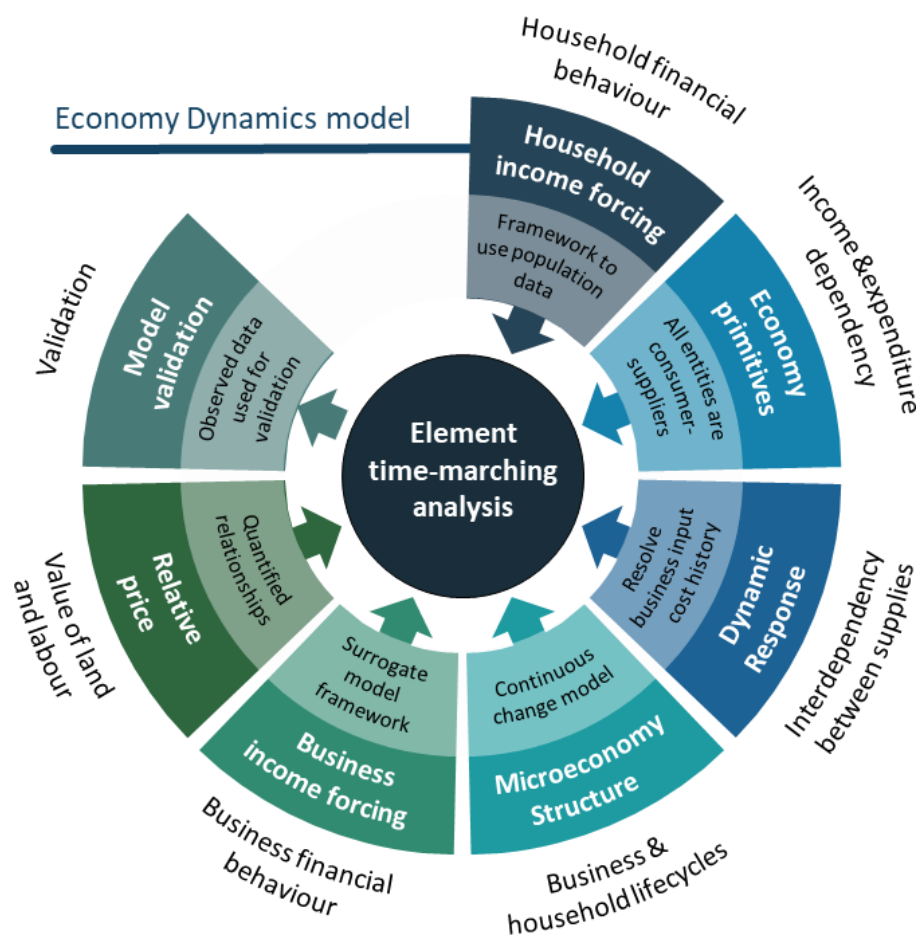 Economy Dynamics model
Household financial
behaviour
Household
income forcing
Framework to
use population
data
Income &expenditure
dependency
Economy
primitives
All entities are
consumer-
suppliers
Interdependency
between supplies
Dynamic
Response
Resolve
business input
cost history
Business &
household lifecycles
Microeconomy
Structure
Continuous
change model
Business financial
behaviour
Business
income forcing
Surrogate model
framework
Value of land
and labour
Relative
price
Quantified
relationships
Validation
Model
validation
Observed data
used for
validation
Element
time-marching
analysis